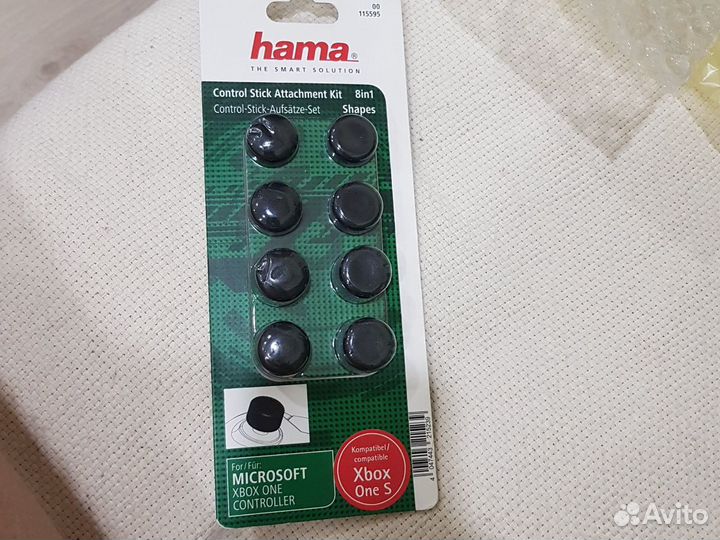 00
115595
hama®
THE SMART SOLUTION
Control Stick Attachment Kit 8in1
Control-Stick-Aufsätze-Set Shapes
For/Für:
MICROSOFT
XBOX ONE
CONTROLLER
Kompatibel/
compatible
Xbox
One S
Avito